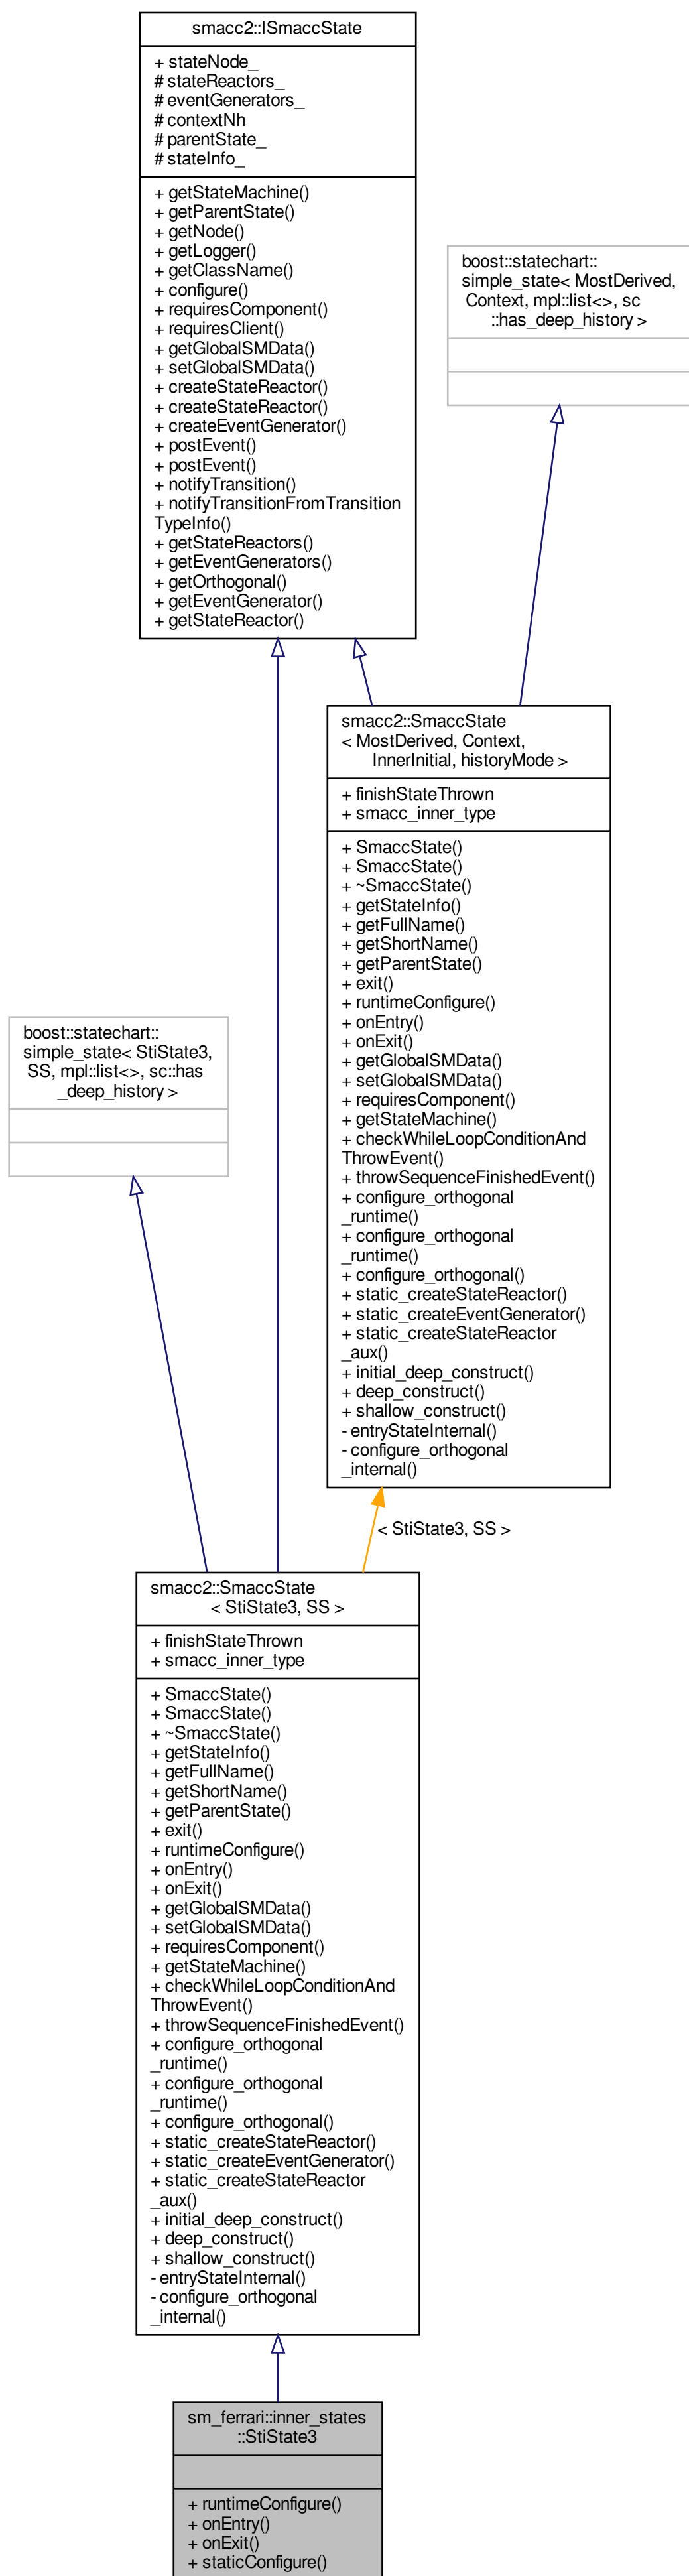 smacc2::ISmaccState
+ stateNode_
# stateReactors_
# eventGenerators_
# contextNh
# parentState_
# stateInfo_
+ getStateMachine()
+ getParentState()
+ getNode()
+ getLogger()
+ getClassName()
+ configure()
+ requiresComponent()
+ requiresClient()
+ getGlobalSMData()
+ setGlobalSMData()
+ createStateReactor()
+ createStateReactor()
+ createEventGenerator()
+ postEvent()
+ postEvent()
+ notifyTransition()
+ notifyTransitionFromTransition
TypeInfo()
+ getStateReactors()
+ getEventGenerators()
+ getOrthogonal()
+ getEventGenerator()
+ getStateReactor()
boost::statechart::
simple_state< MostDerived,
Context, mpl::list<>, sc
::has_deep_history >
smacc2::SmaccState
< MostDerived, Context,
InnerInitial, historyMode >
+ finishStateThrown
+ smacc_inner_type
+ SmaccState()
+ SmaccState()
+ ~SmaccState()
+ getStateInfo()
+ getFullName()
+ getShortName()
+ getParentState()
+ exit()
+ runtimeConfigure()
+ onEntry()
+ onExit()
+ getGlobalSMData()
+ setGlobalSMData()
+ requiresComponent()
+ getStateMachine()
+ checkWhileLoopConditionAnd
ThrowEvent()
+ throwSequenceFinishedEvent()
+ configure_orthogonal
_runtime()
+ configure_orthogonal
_runtime()
+ configure_orthogonal()
+ static_createStateReactor()
+ static_createEventGenerator()
+ static_createStateReactor
_aux()
+ initial_deep_construct()
+ deep_construct()
+ shallow_construct()
- entryStateInternal()
- configure_orthogonal
_internal()
boost::statechart::
simple_state< StiState3,
SS, mpl::list<>, sc::has
_deep_history >
< StiState3, SS >
smacc2::SmaccState
< StiState3, SS >
+ finishStateThrown
+ smacc_inner_type
+ SmaccState()
+ SmaccState()
+ ~SmaccState()
+ getStateInfo()
+ getFullName()
+ getShortName()
+ getParentState()
+ exit()
+ runtimeConfigure()
+ onEntry()
+ onExit()
+ getGlobalSMData()
+ setGlobalSMData()
+ requiresComponent()
+ getStateMachine()
+ checkWhileLoopConditionAnd
ThrowEvent()
+ throwSequenceFinishedEvent()
+ configure_orthogonal
_runtime()
+ configure_orthogonal
_runtime()
+ configure_orthogonal()
+ static_createStateReactor()
+ static_createEventGenerator()
+ static_createStateReactor
_aux()
+ initial_deep_construct()
+ deep_construct()
+ shallow_construct()
- entryStateInternal()
- configure_orthogonal
_internal()
sm_ferrari::inner_states
::StiState3
+ runtimeConfigure()
+ onEntry()
+ onExit()
+ staticConfigure()